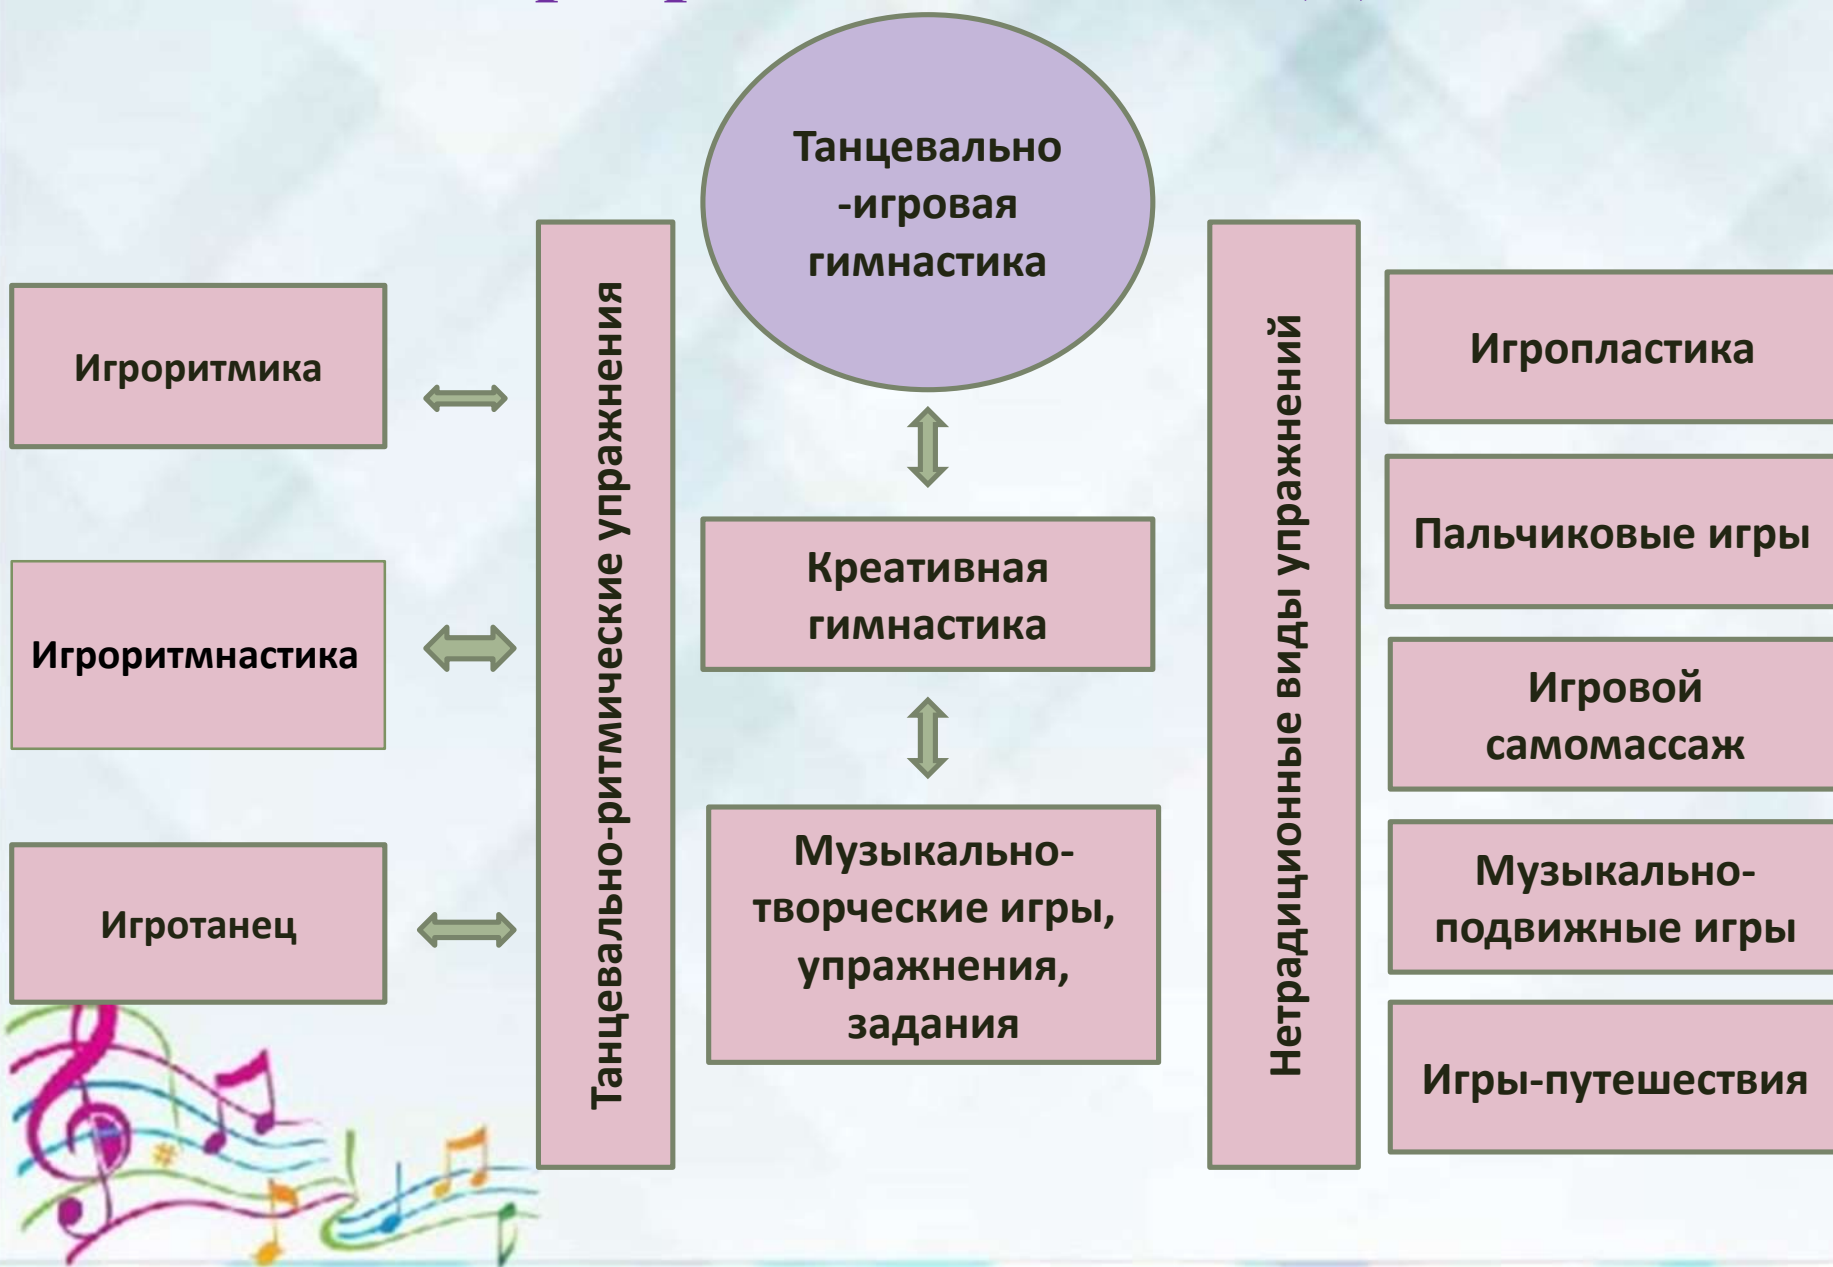 Танцевально
-игровая
гимнастика
Игроритмика
Игроритмнастика
Игротанец
Танцевально-ритмические упражнения
Креативная
гимнастика
Музыкально-
творческие игры,
упражнения,
задания
Нетрадиционные виды упражнений
Игропластика
Пальчиковые игры
Игровой
самомассаж
Музыкально-
подвижные игры
Игры-путешествия